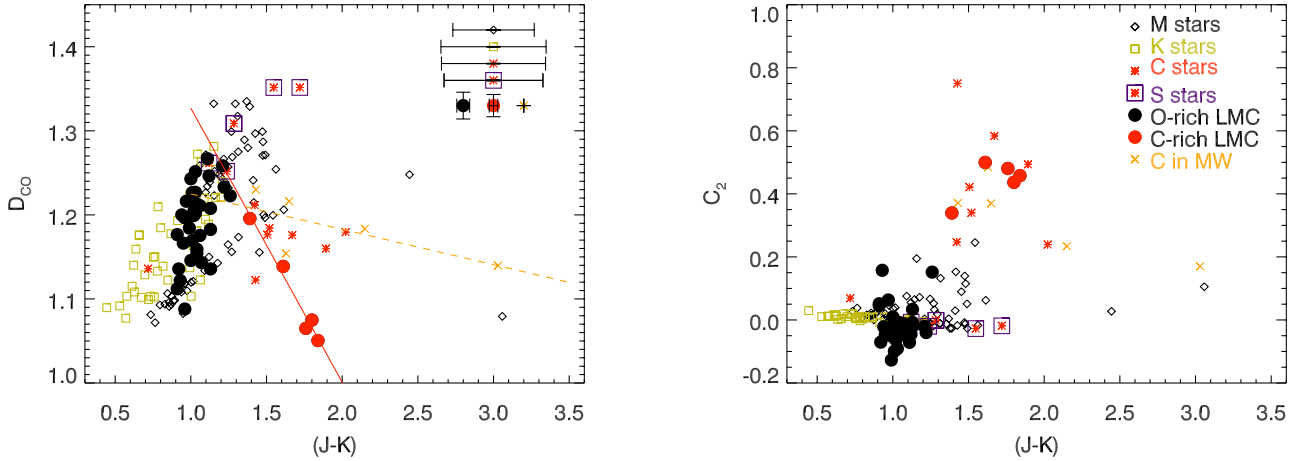 1.4
1.3
1.2
1.1
1.0
D_CO
0.5 1.0 1.5 2.0 2.5 3.0 3.5
(J-K)
1.0
0.8
0.6
0.4
0.2
0.0
-0.2
C_2
M stars
K stars
C stars
S stars
O-rich LMC
C-rich LMC
C in MW
0.5 1.0 1.5 2.0 2.5 3.0 3.5
(J-K)